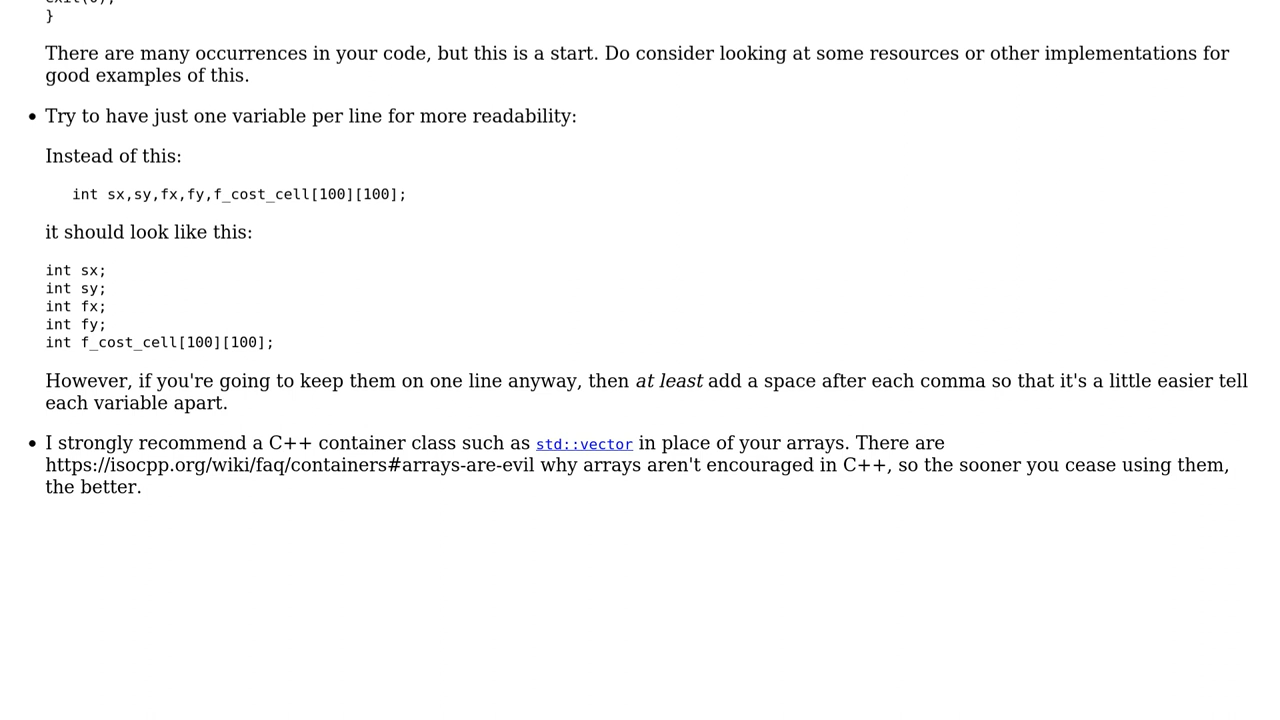 exit(0);
}
There are many occurrences in your code, but this is a start. Do consider looking at some resources or other implementations for
good examples of this.
• Try to have just one variable per line for more readability:
Instead of this:
int sx,sy,fx,fy,f_cost_cell[100][100];
it should look like this:
int sx;
int sy;
int fx;
int fy;
int f_cost_cell[100][100];
However, if you're going to keep them on one line anyway, then at least add a space after each comma so that it's a little easier tell
each variable apart.
• I strongly recommend a C++ container class such as std::vector in place of your arrays. There are
https://isocpp.org/wiki/faq/containers#arrays-are-evil why arrays aren't encouraged in C++, so the sooner you cease using them,
the better.